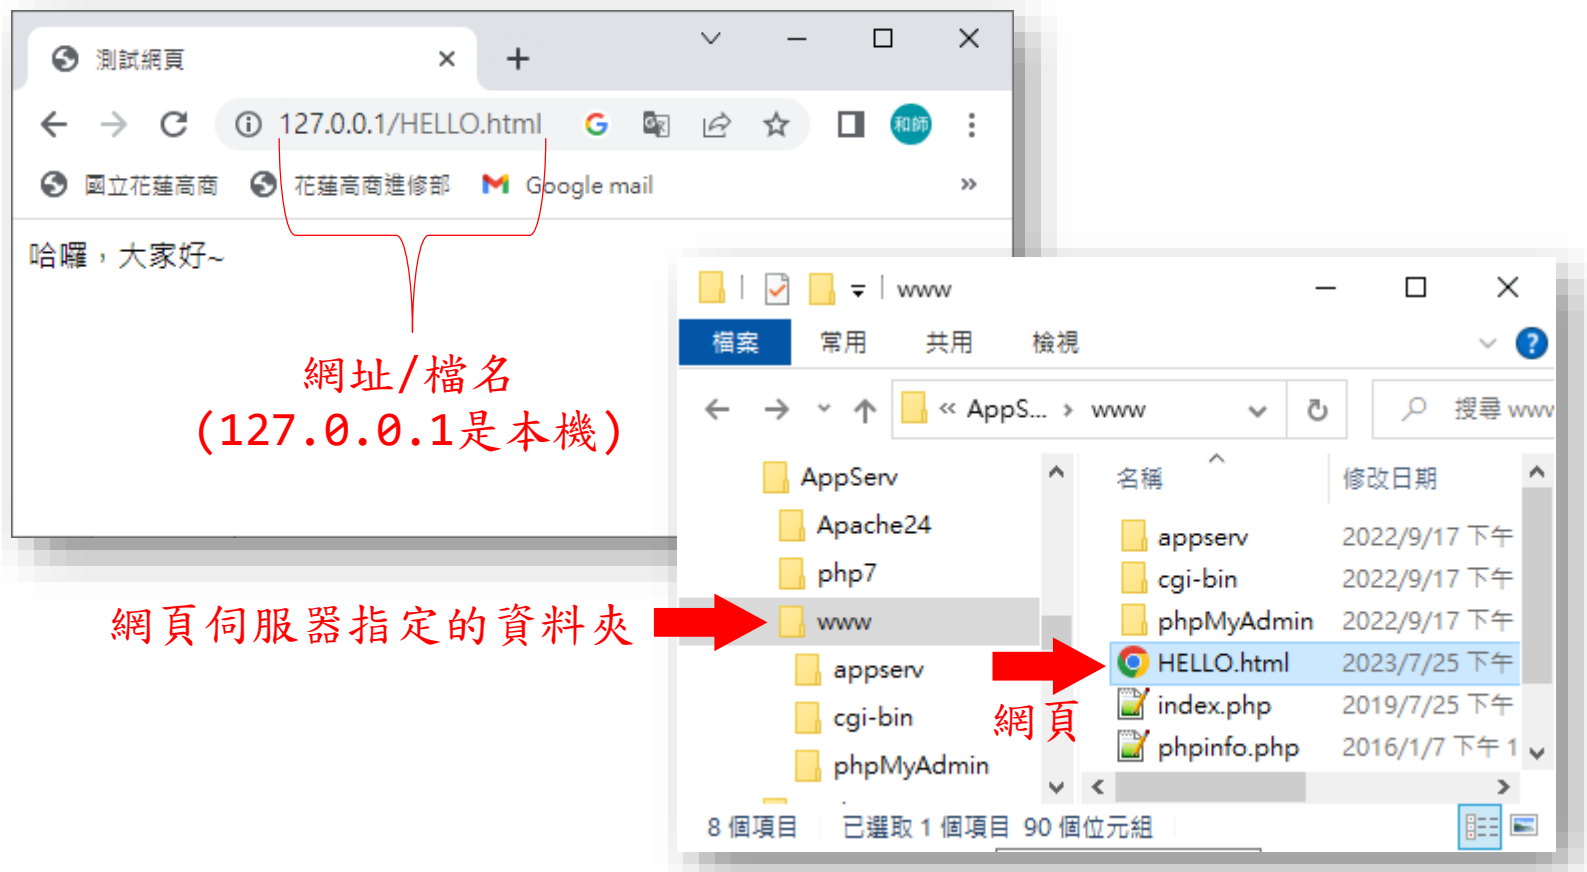 測試網頁
127.0.0.1/HELLO.html
和師
國立花蓮高商
花蓮高商進修部
Google mail
哈囉，大家好~
網址/檔名
(127.0.0.1是本機)
網頁伺服器指定的資料夾
www
檔案 常用 共用 檢視
« AppS... › www
搜尋 www
AppServ
Apache24
php7
www
appserv
cgi-bin
phpMyAdmin
網頁
名稱 修改日期
appserv 2022/9/17 下午
cgi-bin 2022/9/17 下午
phpMyAdmin 2022/9/17 下午
HELLO.html 2023/7/25 下午
index.php 2019/7/25 下午
phpinfo.php 2016/1/7 下午 1
8 個項目 已選取 1 個項目 90 個位元組